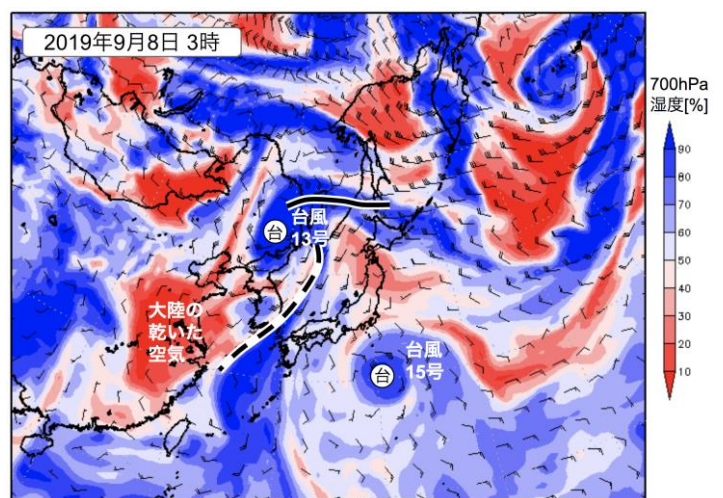 2019年9月8日 3時
700hPa
湿度[%]
90
80
70
60
50
40
30
20
10
台
台風
13号
大陸の
乾いた
空気
台
台風
15号